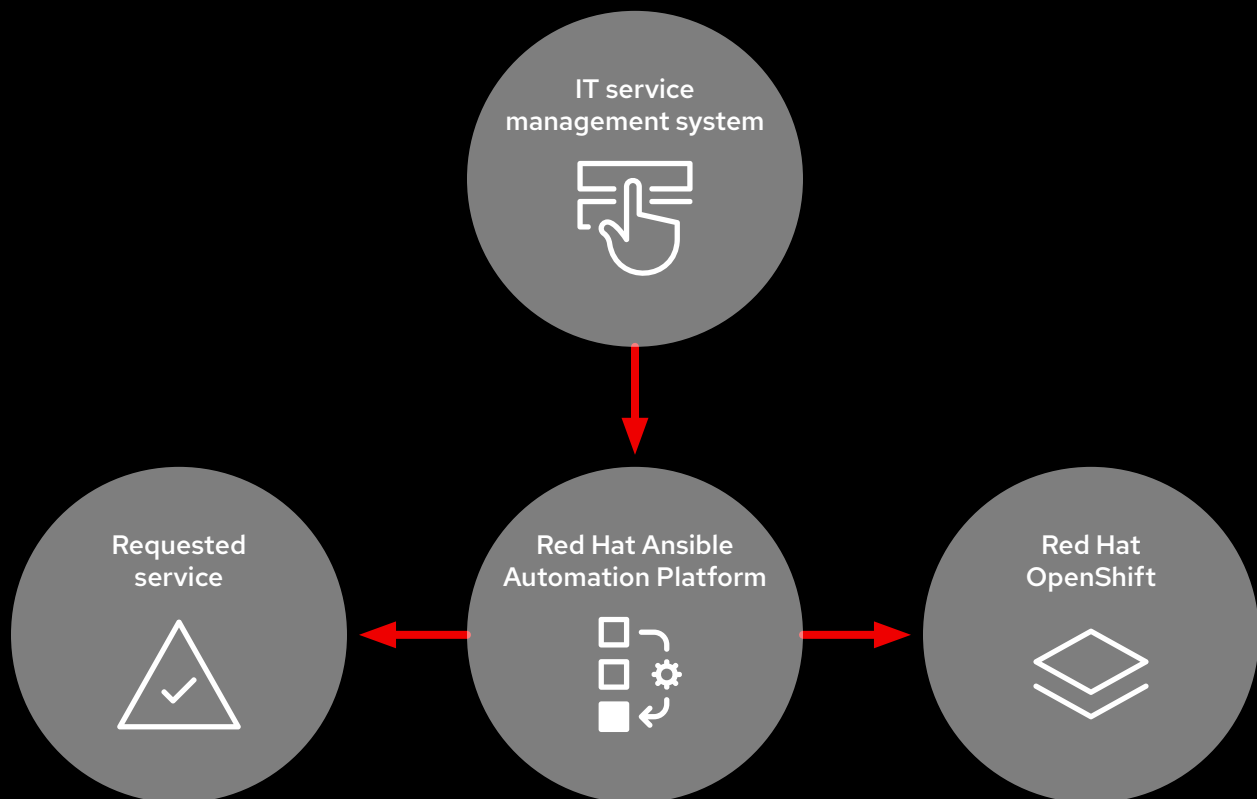 IT service
management system
Requested
service
Red Hat Ansible
Automation Platform
Red Hat
OpenShift